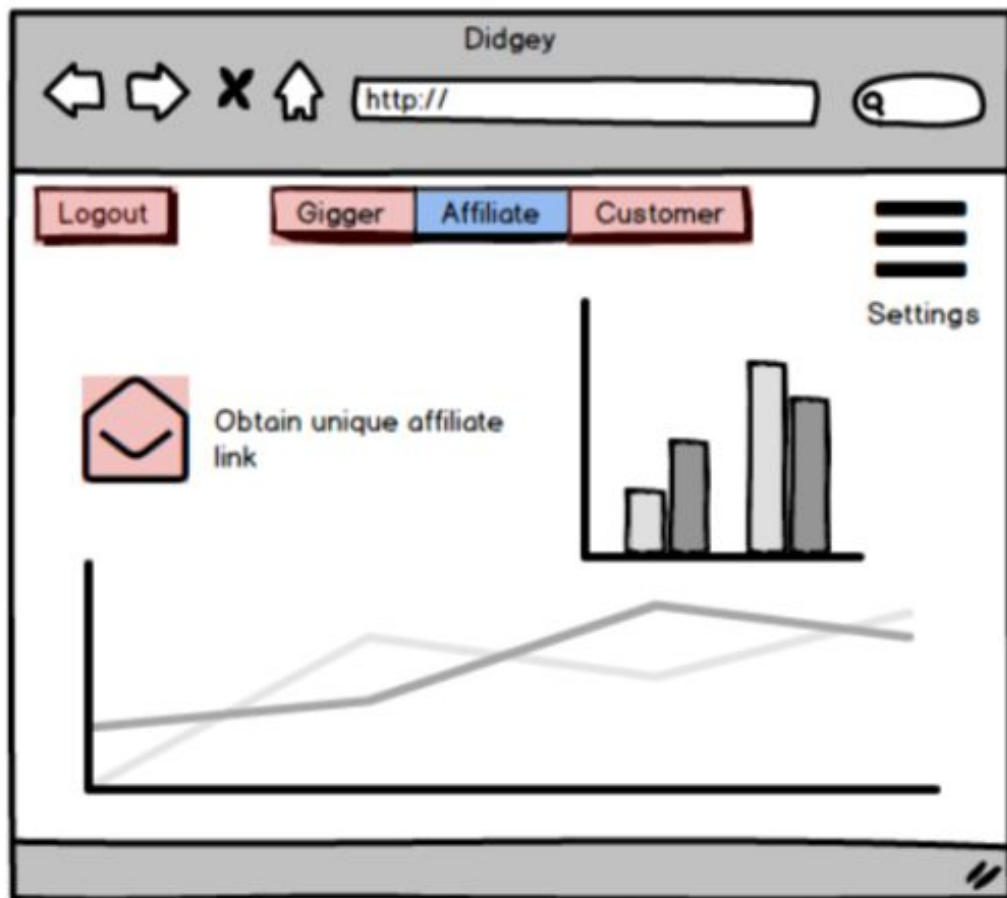 Didgey
http://
Logout
Gigger
Affiliate
Customer
Settings
Obtain unique affiliate
link